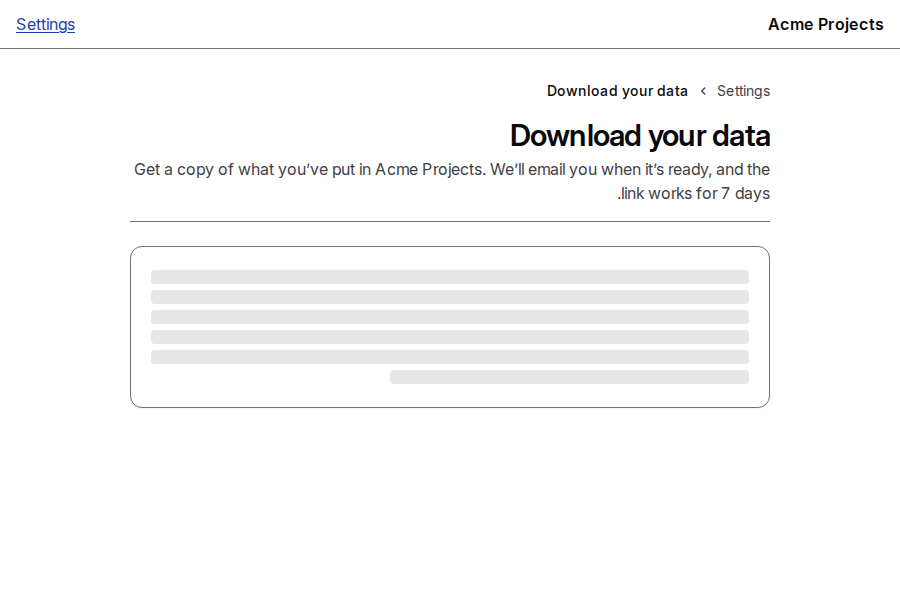 Acme Projects
Settings
Settings
Download your data
Download your data
Get a copy of what you’ve put in Acme Projects. We’ll email you when it’s ready, and the
link works for 7 days.